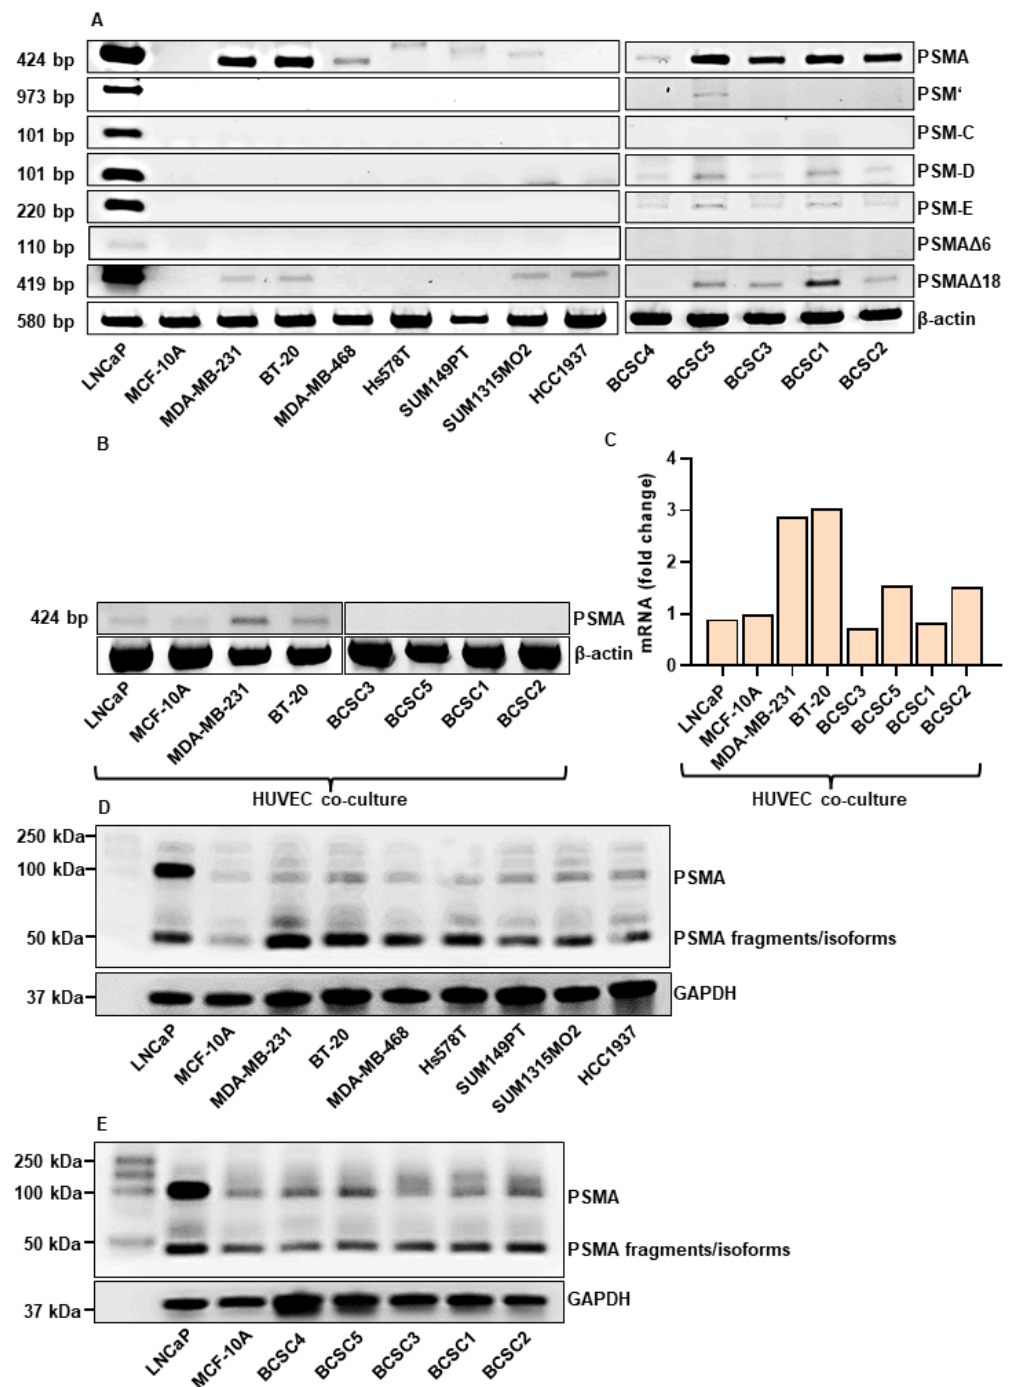 A
424 bp PSMA
973 bp PSM‘
101 bp PSM-C
101 bp PSM-D
220 bp PSM-E
110 bp PSMAΔ6
419 bp PSMAΔ18
580 bp β-actin
LNCaP MCF-10A MDA-MB-231 BT-20 MDA-MB-468 Hs578T SUM149PT SUM1315MO2 HCC1937 BCSC4 BCSC5 BCSC3 BCSC1 BCSC2
B
424 bp PSMA
β-actin
LNCaP MCF-10A MDA-MB-231 BT-20 BCSC3 BCSC5 BCSC1 BCSC2
HUVEC co-culture
C
mRNA (fold change)
4
3
2
1
0
LNCaP MCF-10A MDA-MB-231 BT-20 BCSC3 BCSC5 BCSC1 BCSC2
HUVEC co-culture
D
250 kDa
100 kDa PSMA
50 kDa PSMA fragments/isoforms
37 kDa GAPDH
LNCaP MCF-10A MDA-MB-231 BT-20 MDA-MB-468 Hs578T SUM149PT SUM1315MO2 HCC1937
E
250 kDa
100 kDa PSMA
50 kDa PSMA fragments/isoforms
37 kDa GAPDH
LNCaP MCF-10A BCSC4 BCSC5 BCSC3 BCSC1 BCSC2